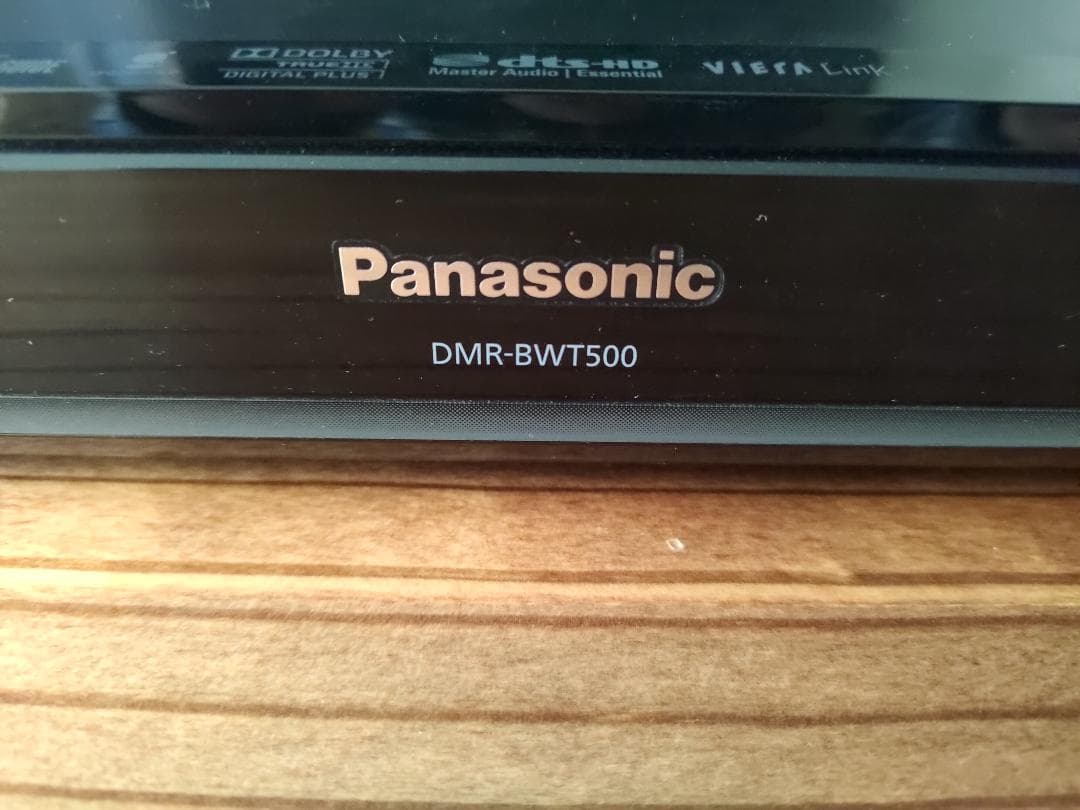 DOLBY
TRUEHD
DIGITAL PLUS
dts-HD
Master Audio | Essential
VIERA Link
Panasonic
DMR-BWT500